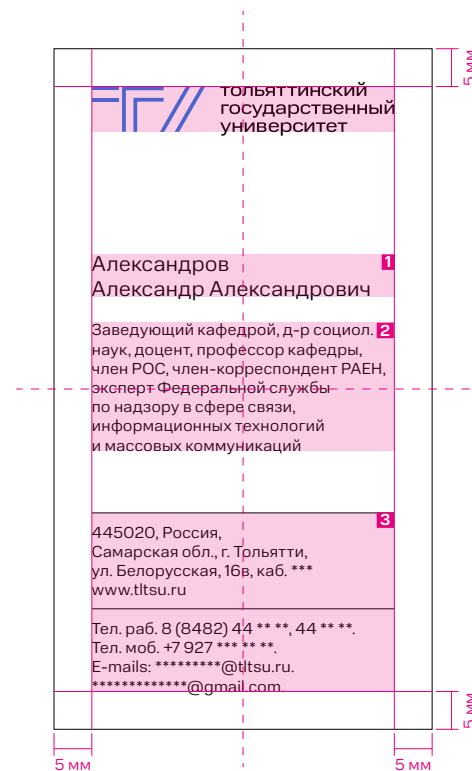 5 мм
тольяттинский
государственный
университет
Александров
Александр Александрович
1
Заведующий кафедрой, д-р социол.
наук, доцент, профессор кафедры,
член РОС, член-корреспондент РАЕН,
эксперт Федеральной службы
по надзору в сфере связи,
информационных технологий
и массовых коммуникаций
2
3
445020, Россия,
Самарская обл., г. Тольятти,
ул. Белорусская, 16в, каб. ***
www.tltsu.ru
Тел. раб. 8 (8482) 44 ** **, 44 ** **.
Тел. моб. +7 927 *** ** **.
E-mails: *********@tltsu.ru.
*************@gmail.com.
5 мм
5 мм
5 мм